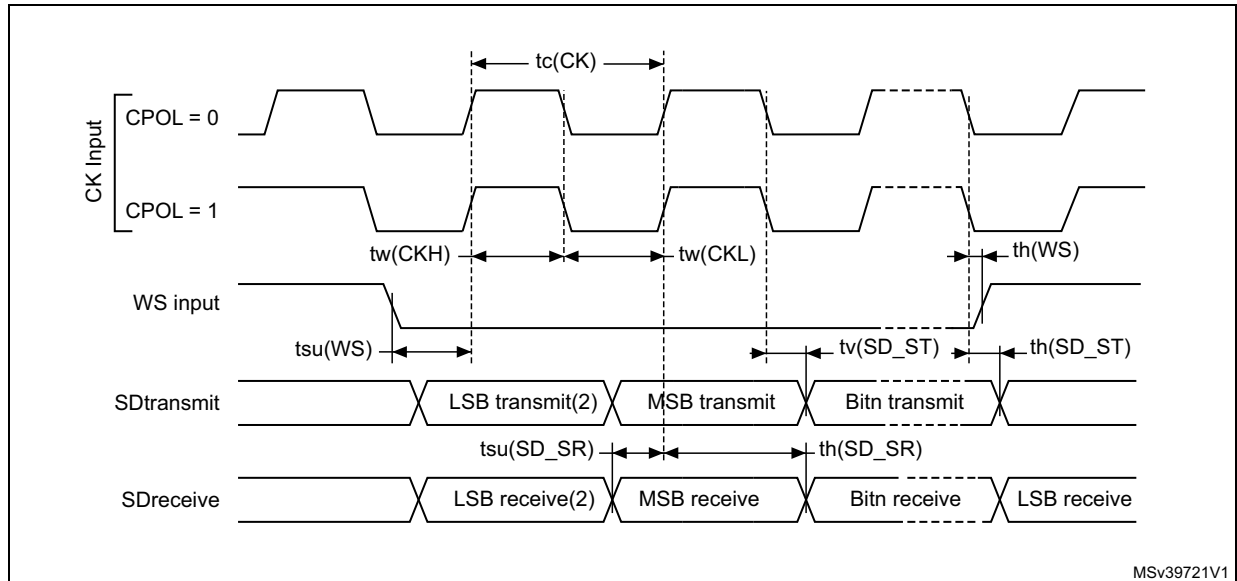 tc(CK)
CK Input
CPOL = 0
CPOL = 1
tw(CKH)
tw(CKL)
th(WS)
WS input
tsu(WS)
tv(SD_ST)
th(SD_ST)
SDtransmit
LSB transmit(2)
MSB transmit
Bitn transmit
tsu(SD_SR)
th(SD_SR)
SDreceive
LSB receive(2)
MSB receive
Bitn receive
LSB receive
MSv39721V1